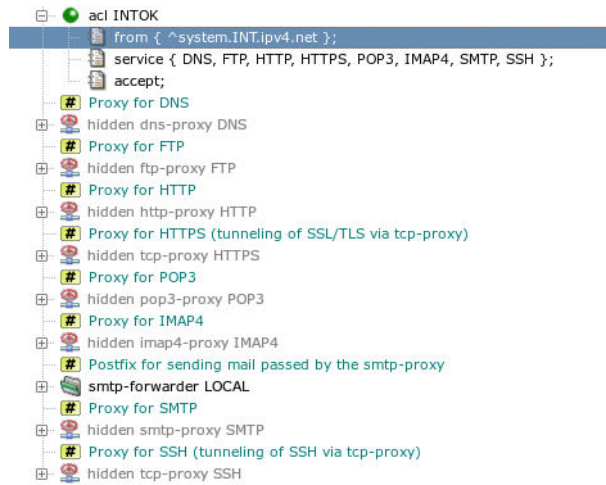 acl INTOK
from { ^system.INT.ipv4.net };
service { DNS, FTP, HTTP, HTTPS, POP3, IMAP4, SMTP, SSH };
accept;
# Proxy for DNS
hidden dns-proxy DNS
# Proxy for FTP
hidden ftp-proxy FTP
# Proxy for HTTP
hidden http-proxy HTTP
# Proxy for HTTPS (tunneling of SSL/TLS via tcp-proxy)
hidden tcp-proxy HTTPS
# Proxy for POP3
hidden pop3-proxy POP3
# Proxy for IMAP4
hidden imap4-proxy IMAP4
# Postfix for sending mail passed by the smtp-proxy
smtp-forwarder LOCAL
# Proxy for SMTP
hidden smtp-proxy SMTP
# Proxy for SSH (tunneling of SSH via tcp-proxy)
hidden tcp-proxy SSH